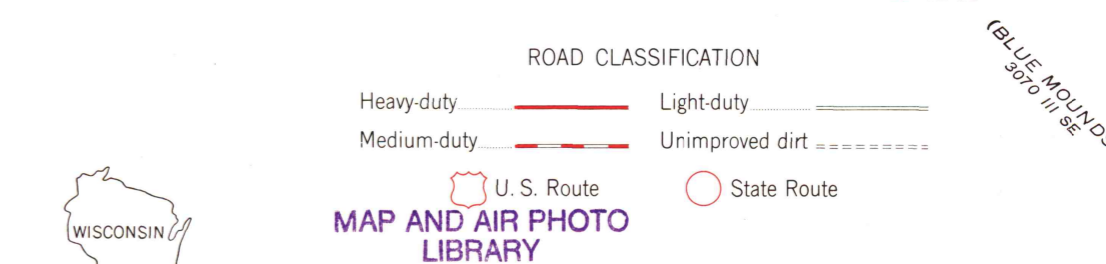 ROAD CLASSIFICATION
Heavy-duty Light-duty
Medium-duty Unimproved dirt
U. S. Route State Route
(BLUE MOUNDS
3070 III SE
WISCONSIN
MAP AND AIR PHOTO
LIBRARY